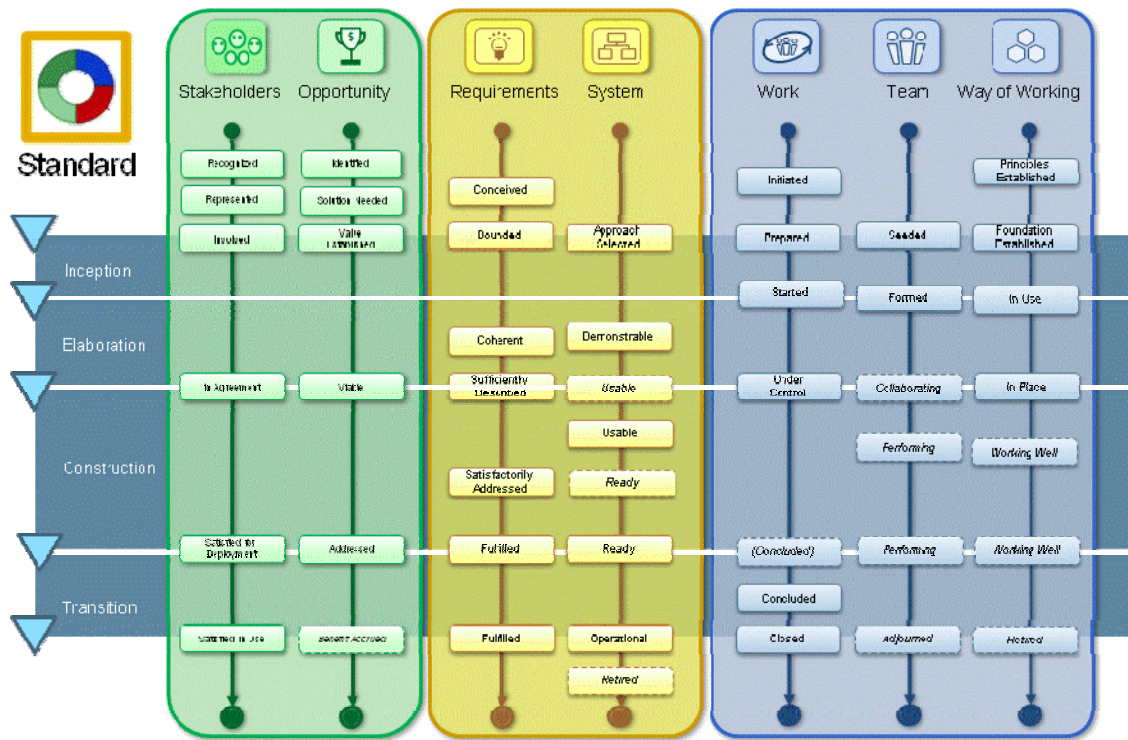 Standard
Stakeholders
Opportunity
Requirements
System
Work
Team
Way of Working
Recognized
Identified
Conceived
Initiated
Principles
Established
Represented
Solution Needed
Involved
Value
Established
Bounded
Approach
Selected
Prepared
Seeded
Foundation
Established
Inception
Started
Formed
In Use
Elaboration
Coherent
Demonstrable
In Agreement
Viable
Sufficiently
Described
Usable
Under
Control
Collaborating
In Place
Usable
Performing
Working Well
Construction
Satisfactorily
Addressed
Ready
Satisfied for
Deployment
Addressed
Fulfilled
Ready
(Concluded)
Performing
Working Well
Transition
Concluded
Satisfied in Use
Benefit Accrued
Fulfilled
Operational
Closed
Adjourned
Retired
Retired